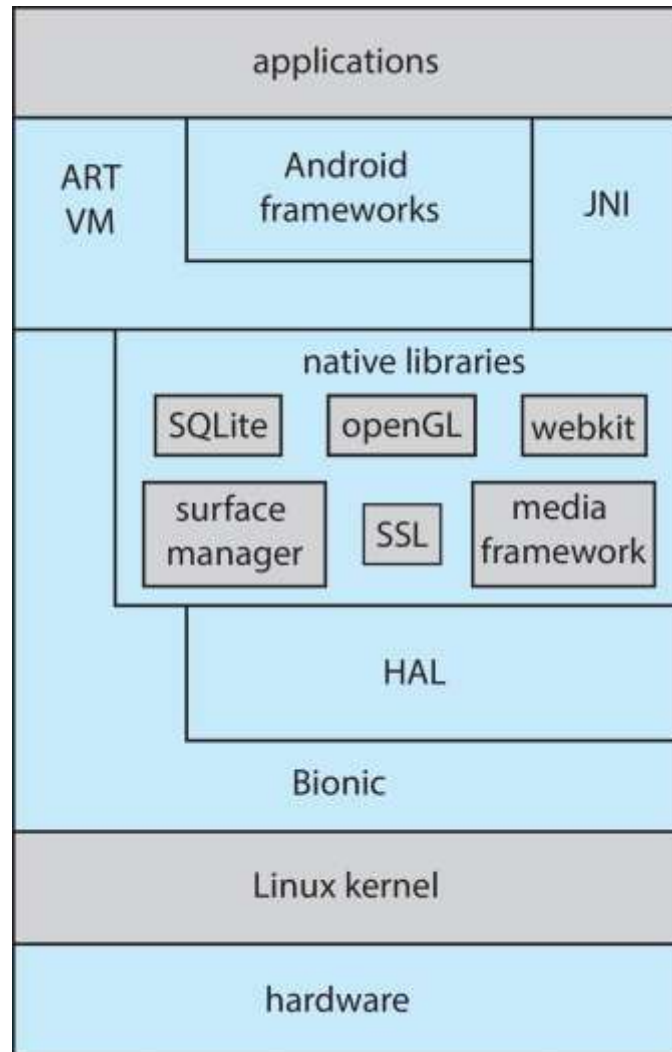 applications
ART
VM
Android
frameworks
JNI
native libraries
SQLite
openGL
webkit
surface
manager
SSL
media
framework
HAL
Bionic
Linux kernel
hardware